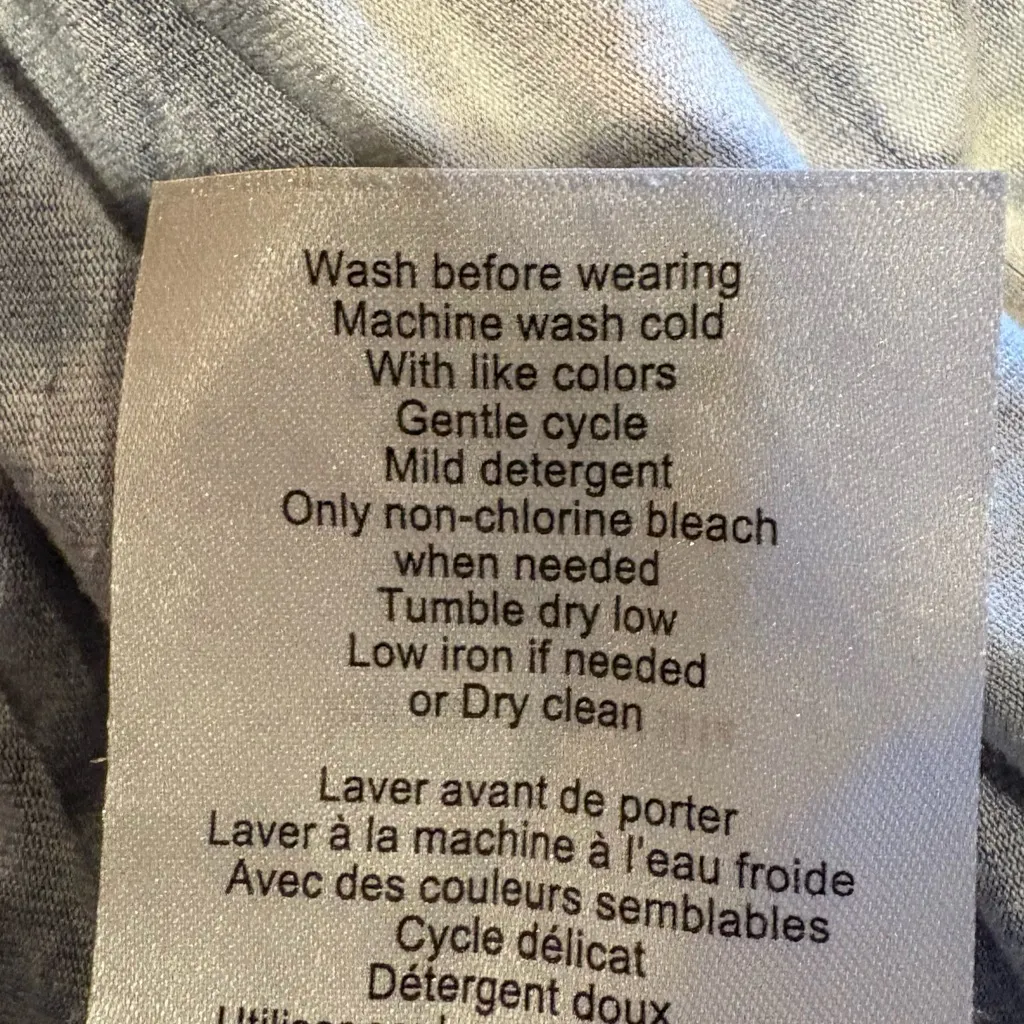 Wash before wearing
Machine wash cold
With like colors
Gentle cycle
Mild detergent
Only non-chlorine bleach
when needed
Tumble dry low
Low iron if needed
or Dry clean
Laver avant de porter
Laver à la machine à l'eau froide
Avec des couleurs semblables
Cycle délicat
Détergent doux